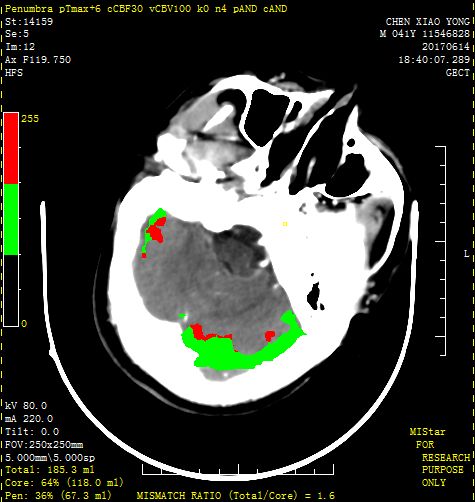 Penumbra pTmax+6 cCBF30 vCBV100 k0 n4 pAND cAND
St:14159
CHEN XIAO YONG
Se:5
M 041Y 11546828
Im:12
20170614
Ax F119.750
18:40:07.289
HFS
GECT
255
L
0
kV 80.0
mA 220.0
Tilt: 0.0
MIStar
FOV:250x250mm
FOR
5.000mm\5.000sp
RESEARCH
Total: 185.3 ml
PURPOSE
Core: 64% (118.0 ml)
ONLY
Pen: 36% (67.3 ml)
MISMATCH RATIO (Total/Core) = 1.6